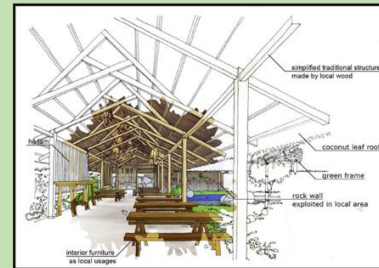 simplified traditional structure
made by local wood
coconut leaf roof
green frame
rock wall
exploited in local area
interior furniture
as local usages